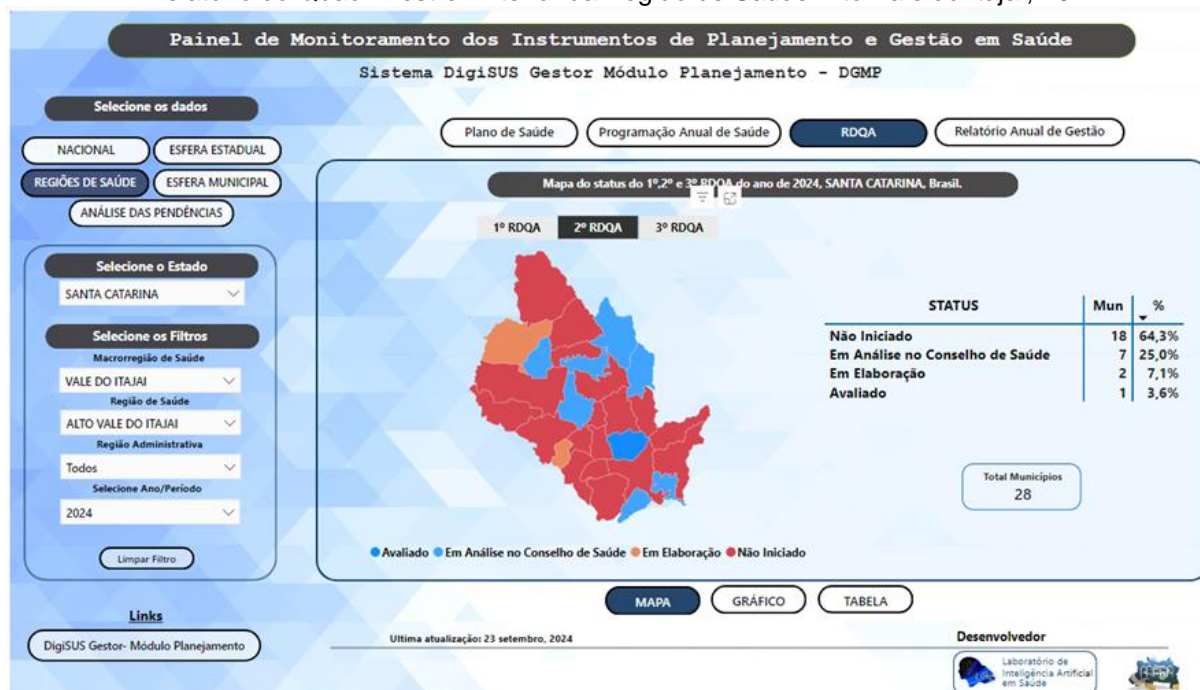 Painel de Monitoramento dos Instrumentos de Planejamento e Gestão em Saúde
Sistema DigiSUS Gestor Módulo Planejamento - DGMP
Selecione os dados
NACIONAL
ESFERA ESTADUAL
REGIÕES DE SAÚDE
ESFERA MUNICIPAL
ANÁLISE DAS PENDÊNCIAS
Plano de Saúde
Programação Anual de Saúde
RDQA
Relatório Anual de Gestão
Selecione o Estado
SANTA CATARINA
Selecione os Filtros
Macrorregião de Saúde
VALE DO ITAJAI
Região de Saúde
ALTO VALE DO ITAJAI
Região Administrativa
Todos
Selecione Ano/Período
2024
Limpar Filtro
Links
DigiSUS Gestor- Módulo Planejamento
Mapa do status do 1º,2º e 3º RDQA do ano de 2024, SANTA CATARINA, Brasil.
1º RDQA 2º RDQA 3º RDQA
STATUS Mun %
Não Iniciado 18 64,3%
Em Análise no Conselho de Saúde 7 25,0%
Em Elaboração 2 7,1%
Avaliado 1 3,6%
Total Municípios
28
Avaliado Em Análise no Conselho de Saúde Em Elaboração Não Iniciado
MAPA
GRÁFICO
TABELA
Ultima atualização: 23 setembro, 2024
Desenvolvedor
Laboratório de
Inteligência Artificial
em Saúde